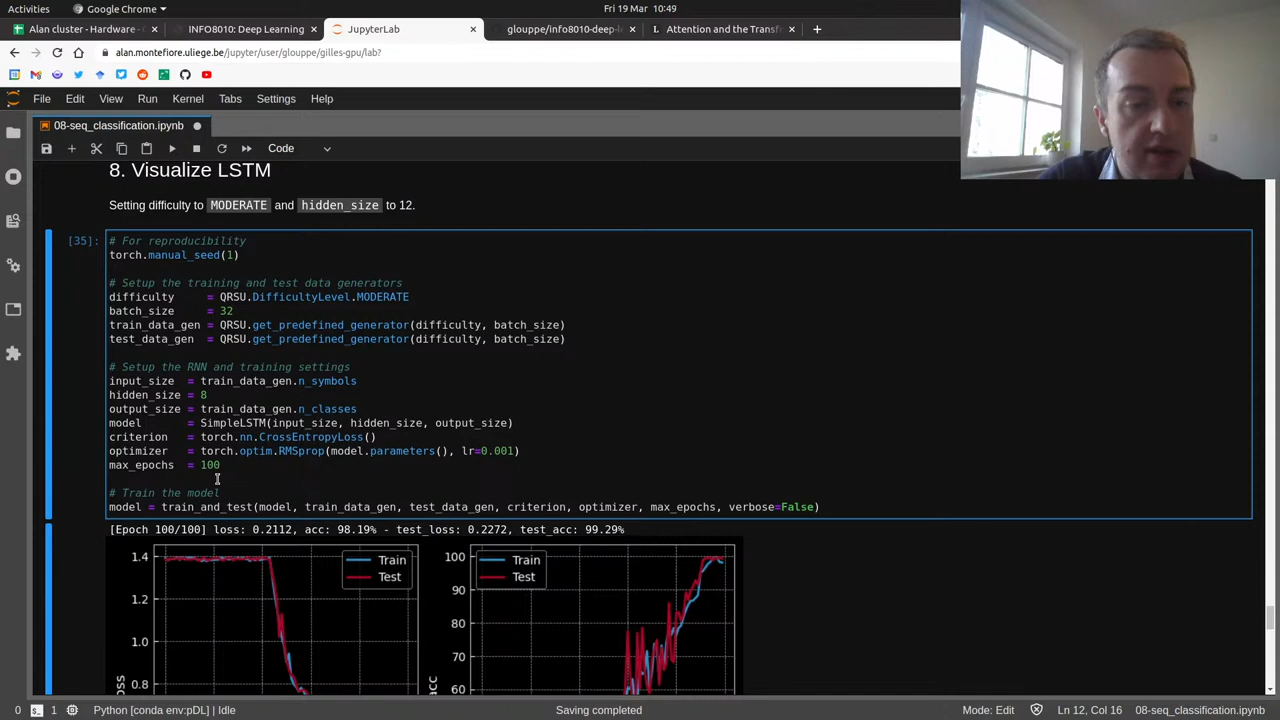 Activities
Google Chrome
Fri 19 Mar 10:49
Alan cluster - Hardware -
INFO8010: Deep Learning
JupyterLab
glouppe/info8010-deep-l
Attention and the Transf
alan.montefiore.uliege.be/jupyter/user/glouppe/gilles-gpu/lab?
File Edit View Run Kernel Tabs Settings Help
08-seq_classification.ipynb
Code
8. Visualize LSTM
Setting difficulty to MODERATE and hidden_size to 12.
[35]:
# For reproducibility
torch.manual_seed(1)
# Setup the training and test data generators
difficulty = QRSU.DifficultyLevel.MODERATE
batch_size = 32
train_data_gen = QRSU.get_predefined_generator(difficulty, batch_size)
test_data_gen = QRSU.get_predefined_generator(difficulty, batch_size)
# Setup the RNN and training settings
input_size = train_data_gen.n_symbols
hidden_size = 8
output_size = train_data_gen.n_classes
model = SimpleLSTM(input_size, hidden_size, output_size)
criterion = torch.nn.CrossEntropyLoss()
optimizer = torch.optim.RMSprop(model.parameters(), lr=0.001)
max_epochs = 100
# Train the model
model = train_and_test(model, train_data_gen, test_data_gen, criterion, optimizer, max_epochs, verbose=False)
[Epoch 100/100] loss: 0.2112, acc: 98.19% - test_loss: 0.2272, test_acc: 99.29%
1.4
1.2
1.0
0.8
Train
Test
100
90
80
70
60
Train
Test
acc
0
1
Python [conda env:pDL] | Idle
Saving completed
Mode: Edit
Ln 12, Col 16
08-seq_classification.ipynb